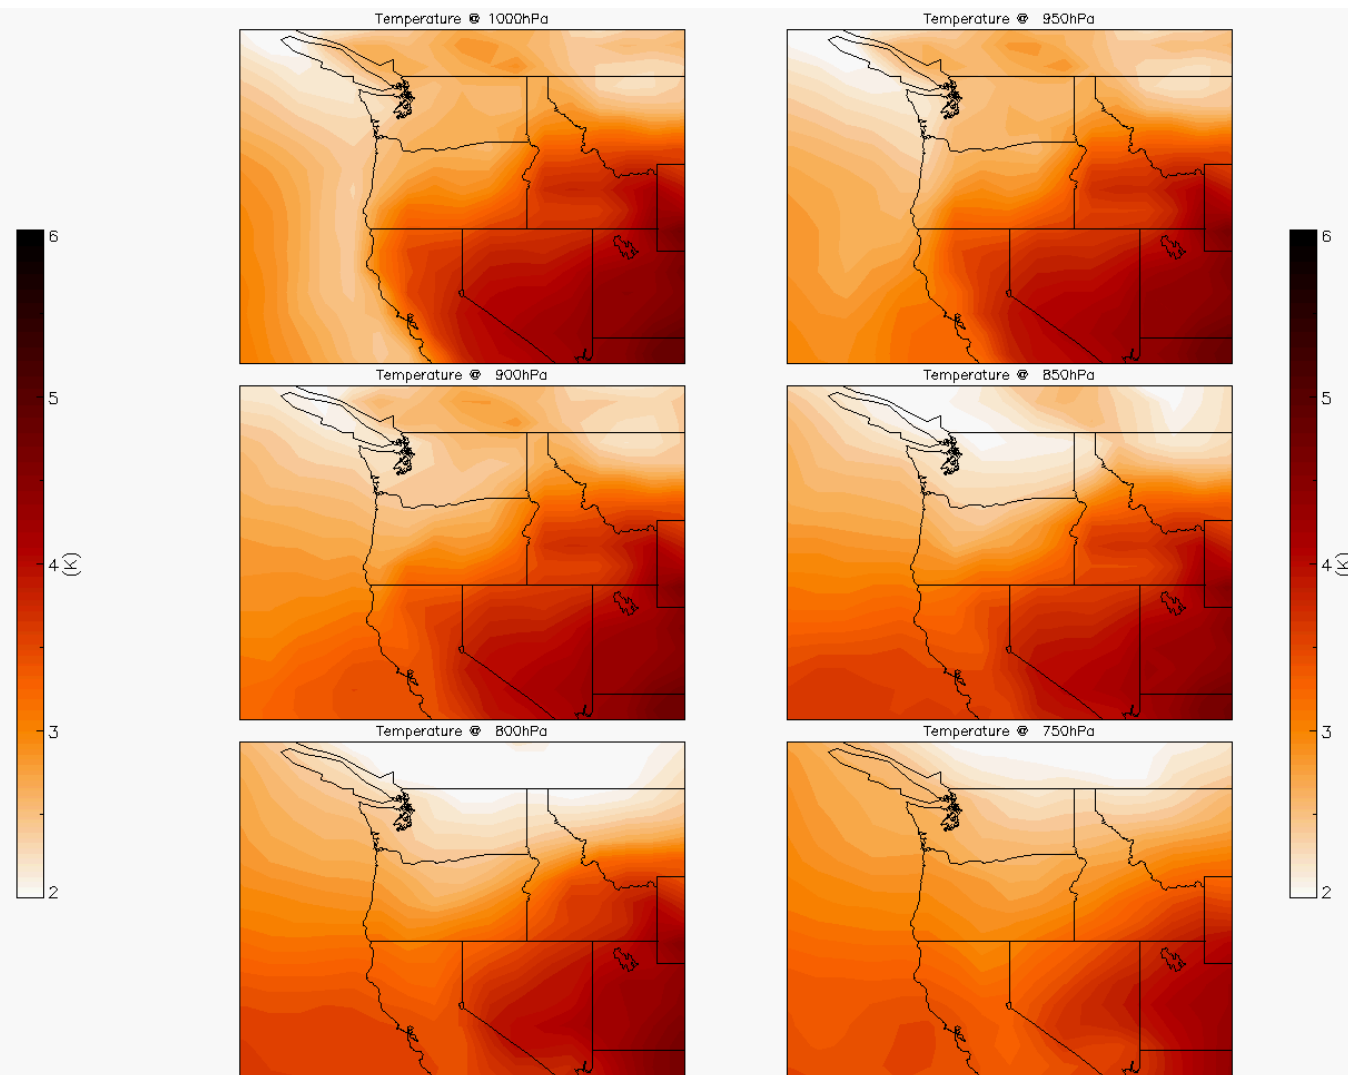 Temperature @ 1000hPa
Temperature @ 950hPa
6
5
4
(K)
3
2
6
5
4
(K)
3
2
Temperature @ 900hPa
Temperature @ 850hPa
Temperature @ 800hPa
Temperature @ 750hPa